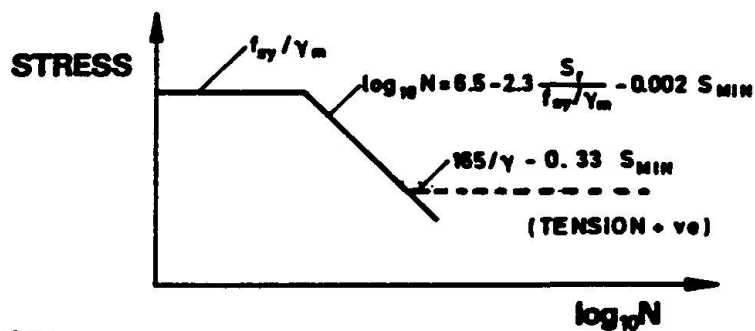 STRESS
f_sy/γ_m
log₁₀N=6.5-2.3 S_r/(f_sy/γ_m) -0.002 S_MIN
165/γ - 0.33 S_MIN
(TENSION + ve)
log₁₀N